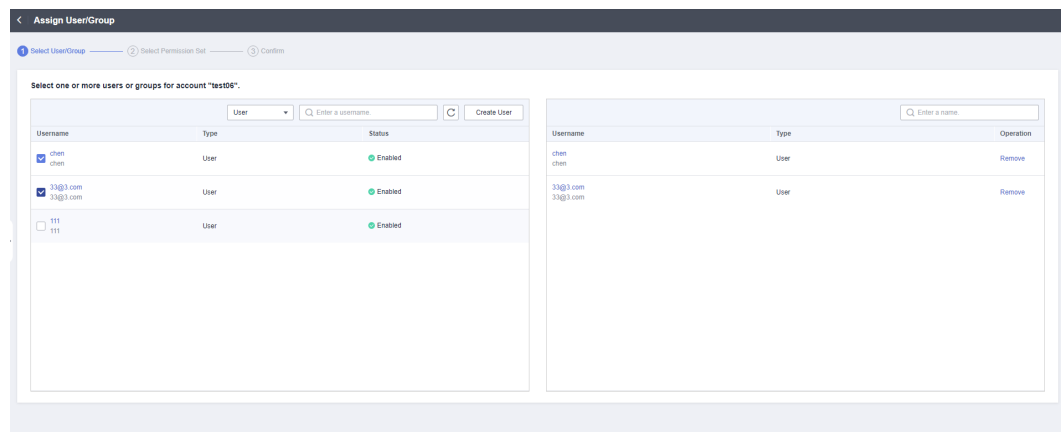 Assign User/Group
1 Select User/Group 2 Select Permission Set 3 Confirm
Select one or more users or groups for account "test06".
User Enter a username. Create User
Username Type Status
chen
chen
User Enabled
33@3.com
33@3.com
User Enabled
111
111
User Enabled
Enter a name.
Username Type Operation
chen
chen
User Remove
33@3.com
33@3.com
User Remove